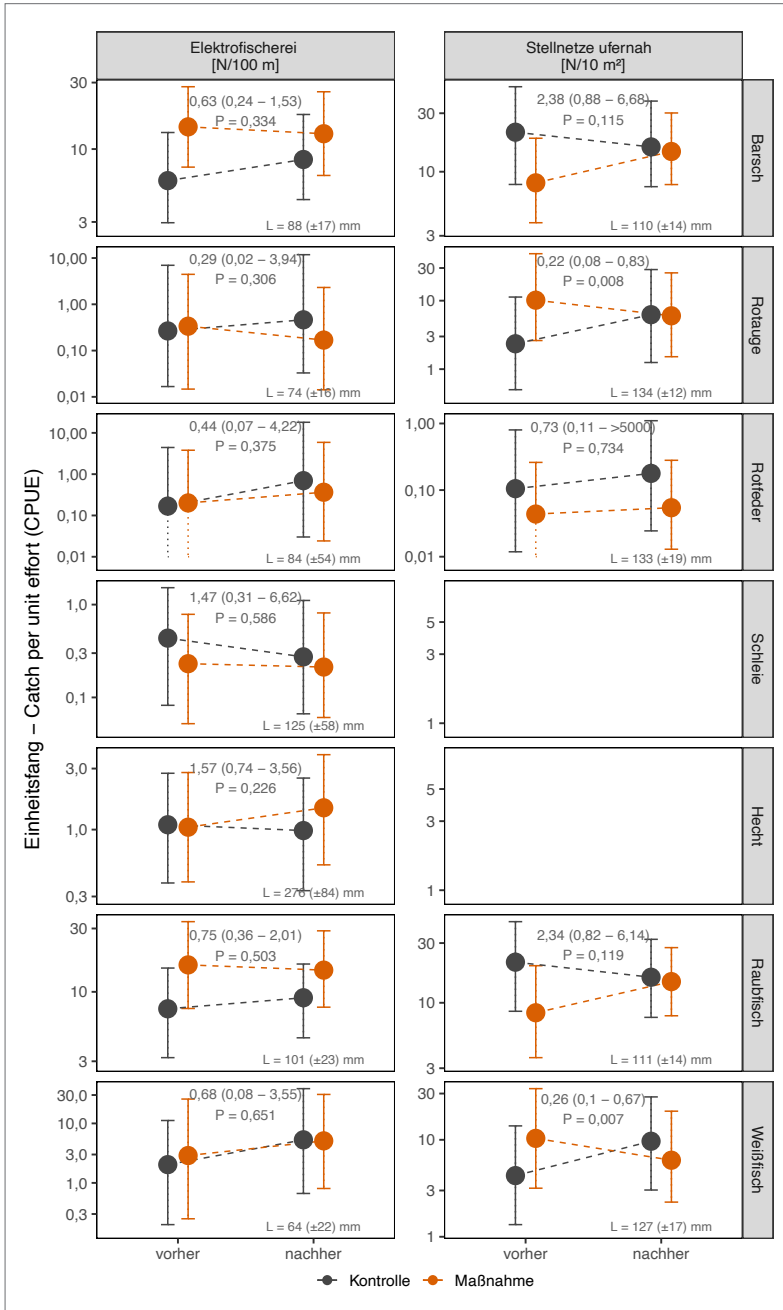 Elektrofischerei
[N/100 m]
Stellnetze ufernah
[N/10 m²]
Einheitsfang – Catch per unit effort (CPUE)
30
10
3
0,63 (0,24 – 1,53)
P = 0,334
L = 88 (±17) mm
30
10
3
2,38 (0,88 – 6,68)
P = 0,115
L = 110 (±14) mm
Barsch
10,00
1,00
0,10
0,01
0,29 (0,02 – 3,94)
P = 0,306
L = 74 (±16) mm
30
10
3
1
0,22 (0,08 – 0,83)
P = 0,008
L = 134 (±12) mm
Rotauge
10,00
1,00
0,10
0,01
0,44 (0,07 – 4,22)
P = 0,375
L = 84 (±54) mm
1,00
0,10
0,01
0,73 (0,11 – >5000)
P = 0,734
L = 133 (±19) mm
Rotfeder
1,0
0,3
0,1
1,47 (0,31 – 6,62)
P = 0,586
L = 125 (±58) mm
5
3
1
Schleie
3,0
1,0
0,3
1,57 (0,74 – 3,56)
P = 0,226
L = 276 (±84) mm
5
3
1
Hecht
30
10
3
0,75 (0,36 – 2,01)
P = 0,503
L = 101 (±23) mm
30
10
3
2,34 (0,82 – 6,14)
P = 0,119
L = 111 (±14) mm
Raubfisch
30,0
10,0
3,0
1,0
0,3
0,68 (0,08 – 3,55)
P = 0,651
L = 64 (±22) mm
30
10
3
1
0,26 (0,1 – 0,67)
P = 0,007
L = 127 (±17) mm
Weißfisch
vorher
nachher
vorher
nachher
Kontrolle
Maßnahme